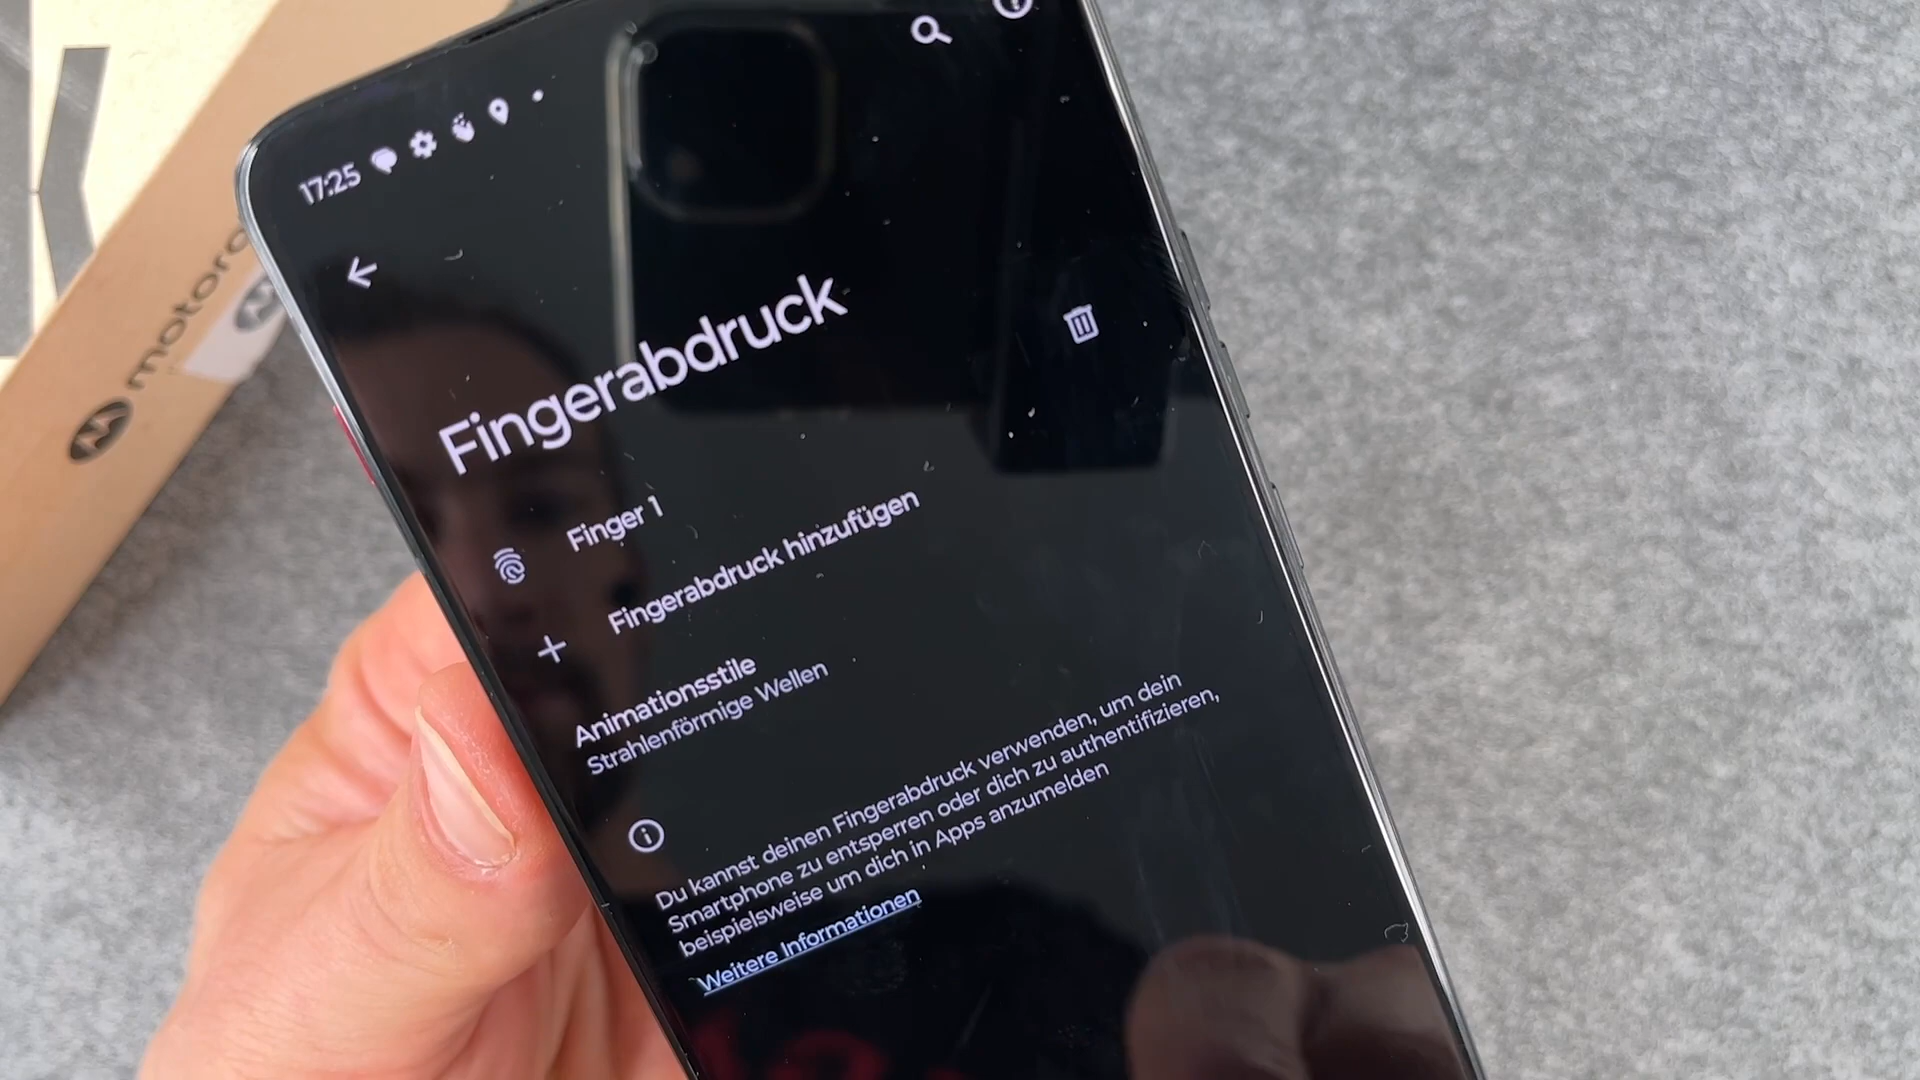 17:25
Fingerabdruck
Finger 1
Fingerabdruck hinzufügen
Animationsstile
Strahlenförmige Wellen
Du kannst deinen Fingerabdruck verwenden, um dein
Smartphone zu entsperren oder dich zu authentifizieren,
beispielsweise um dich in Apps anzumelden
Weitere Informationen
motoro